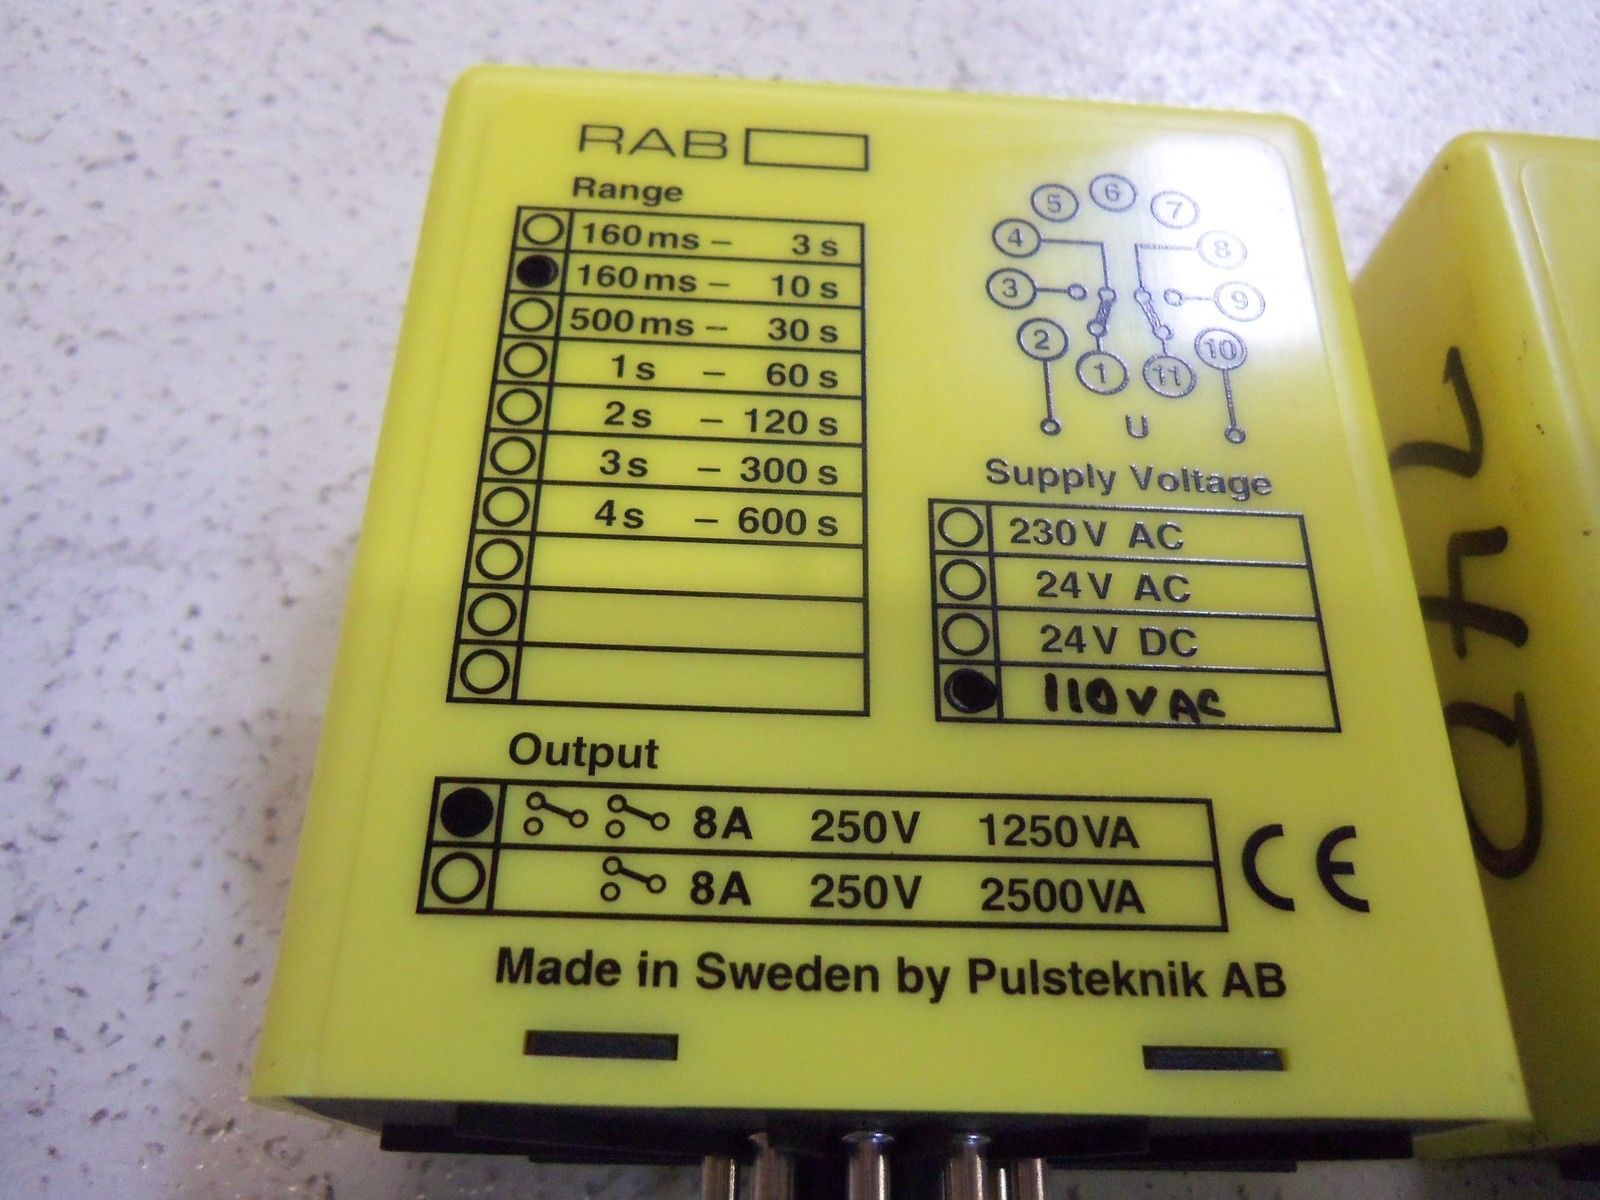 RAB
Range
160ms – 3s
160ms – 10s
500ms – 30s
1s – 60s
2s – 120s
3s – 300s
4s – 600s
5 6 7
4 8
3 9
2 10
1 11
U
Supply Voltage
230V AC
24V AC
24V DC
110V AC
Output
8A 250V 1250VA
8A 250V 2500VA
CE
Made in Sweden by Pulsteknik AB